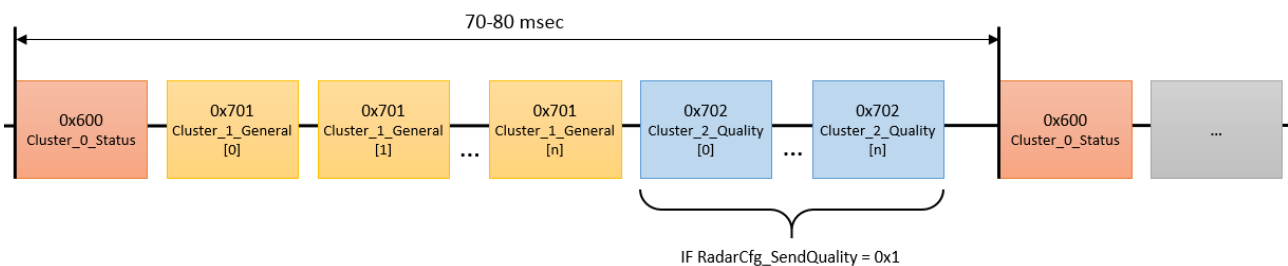 70-80 msec
0x600
Cluster_0_Status
0x701
Cluster_1_General
[0]
0x701
Cluster_1_General
[1]
...
0x701
Cluster_1_General
[n]
0x702
Cluster_2_Quality
[0]
...
0x702
Cluster_2_Quality
[n]
0x600
Cluster_0_Status
...
IF RadarCfg_SendQuality = 0x1